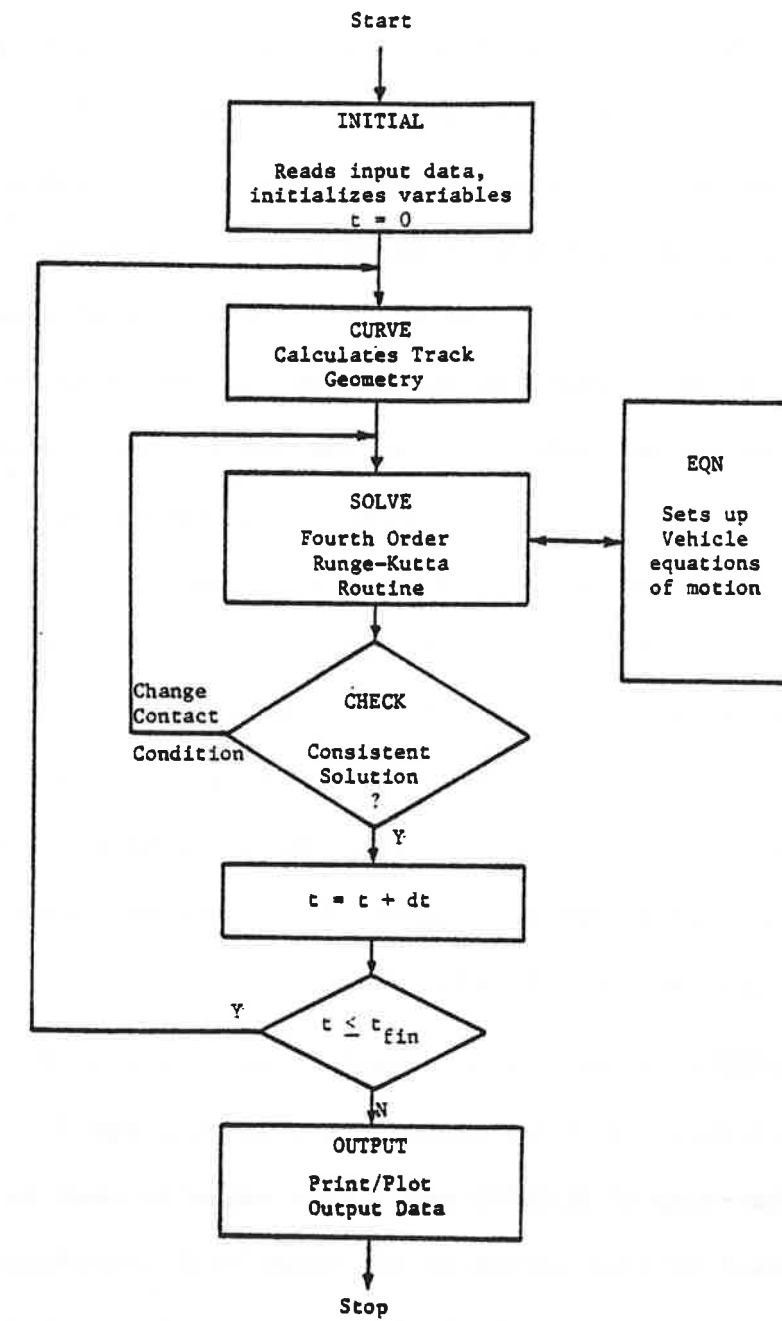 Start
INITIAL
Reads input data,
initializes variables
t = 0
CURVE
Calculates Track
Geometry
SOLVE
Fourth Order
Runge-Kutta
Routine
EQN
Sets up
Vehicle
equations
of motion
Change
Contact
Condition
CHECK
Consistent
Solution
?
Y
t = t + dt
Y
t ≤ t_fin
N
OUTPUT
Print/Plot
Output Data
Stop